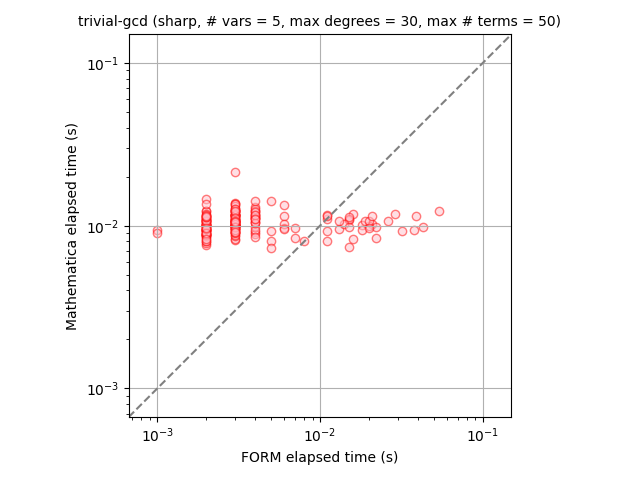 trivial-gcd (sharp, # vars = 5, max degrees = 30, max # terms = 50)
Mathematica elapsed time (s)
10⁻¹
10⁻²
10⁻³
10⁻³ 10⁻² 10⁻¹
FORM elapsed time (s)